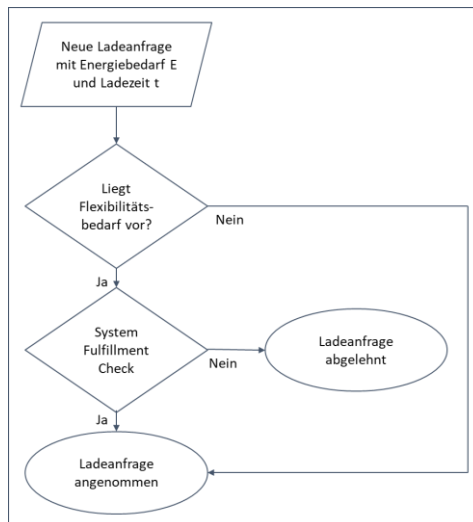 Neue Ladeanfrage
mit Energiebedarf E
und Ladezeit t
Liegt
Flexibilitäts-
bedarf vor?
Nein
Ja
System
Fulfillment
Check
Nein
Ladeanfrage
abgelehnt
Ja
Ladeanfrage
angenommen